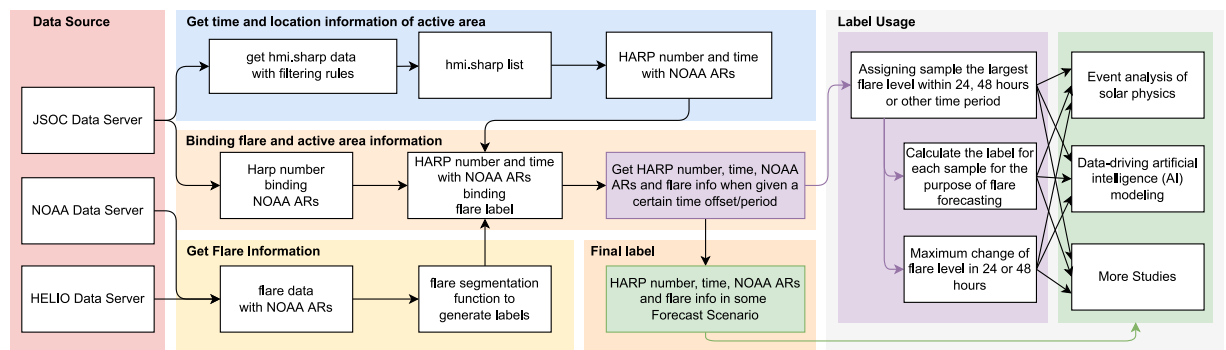 Data Source
JSOC Data Server
NOAA Data Server
HELIO Data Server
Get time and location information of active area
get hmi.sharp data
with filtering rules
hmi.sharp list
HARP number and time
with NOAA ARs
Binding flare and active area information
Harp number
binding
NOAA ARs
HARP number and time
with NOAA ARs
binding
flare label
Get HARP number, time, NOAA
ARs and flare info when given a
certain time offset/period
Get Flare Information
flare data
with NOAA ARs
flare segmentation
function to
generate labels
Final label
HARP number, time, NOAA ARs
and flare info in some
Forecast Scenario
Label Usage
Assigning sample the largest
flare level within 24, 48 hours
or other time period
Calculate the label for
each sample for the
purpose of flare
forecasting
Maximum change of
flare level in 24 or 48
hours
Event analysis of
solar physics
Data-driving artificial
intelligence (AI)
modeling
More Studies